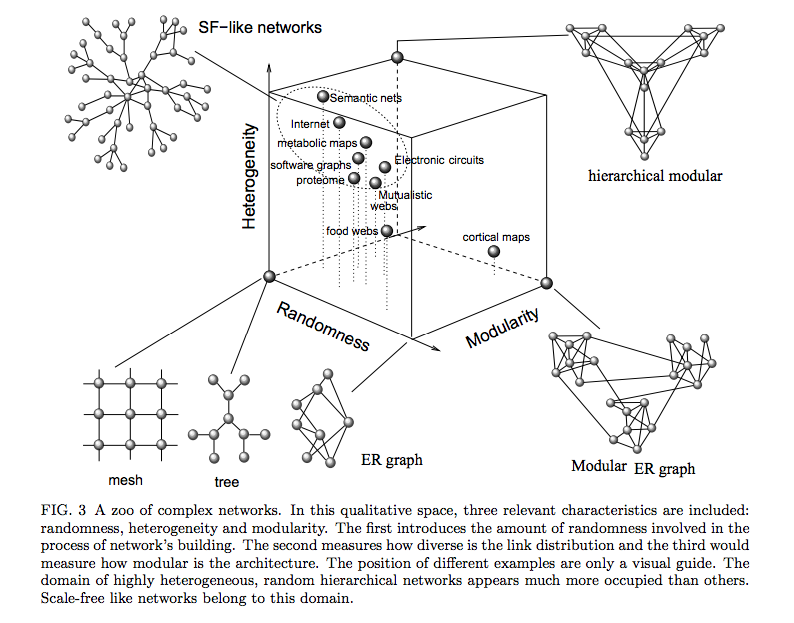 SF-like networks
Semantic nets
Internet
metabolic maps
software graphs
Electronic circuits
proteome
Mutualistic
webs
food webs
cortical maps
Heterogeneity
Randomness
Modularity
hierarchical modular
mesh
tree
ER graph
Modular ER graph
FIG. 3 A zoo of complex networks. In this qualitative space, three relevant characteristics are included:
randomness, heterogeneity and modularity. The first introduces the amount of randomness involved in the
process of network's building. The second measures how diverse is the link distribution and the third would
measure how modular is the architecture. The position of different examples are only a visual guide. The
domain of highly heterogeneous, random hierarchical networks appears much more occupied than others.
Scale-free like networks belong to this domain.